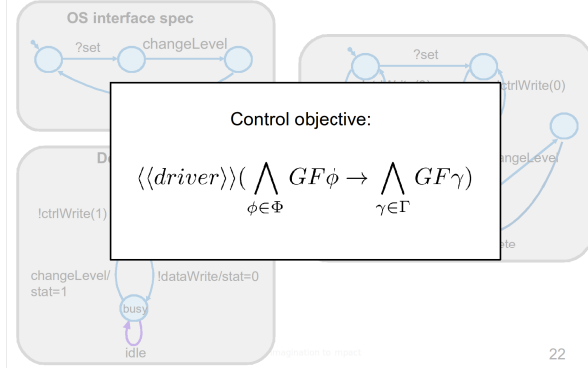 OS interface spec
?set
changeLevel
?set
ctrlWrite(0)
Control objective:
⟨⟨driver⟩⟩( ⋀ GFϕ → ⋀ GFγ)
ϕ∈Φ γ∈Γ
!ctrlWrite(1)
changeLevel/
stat=1
!dataWrite/stat=0
busy
idle
22